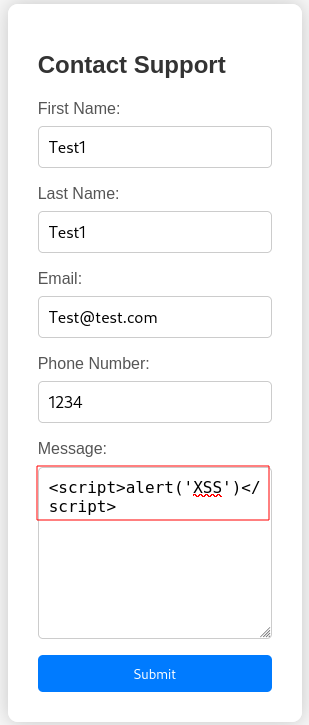 Contact Support
First Name:
Test1
Last Name:
Test1
Email:
Test@test.com
Phone Number:
1234
Message:
<script>alert('XSS')</
script>
Submit